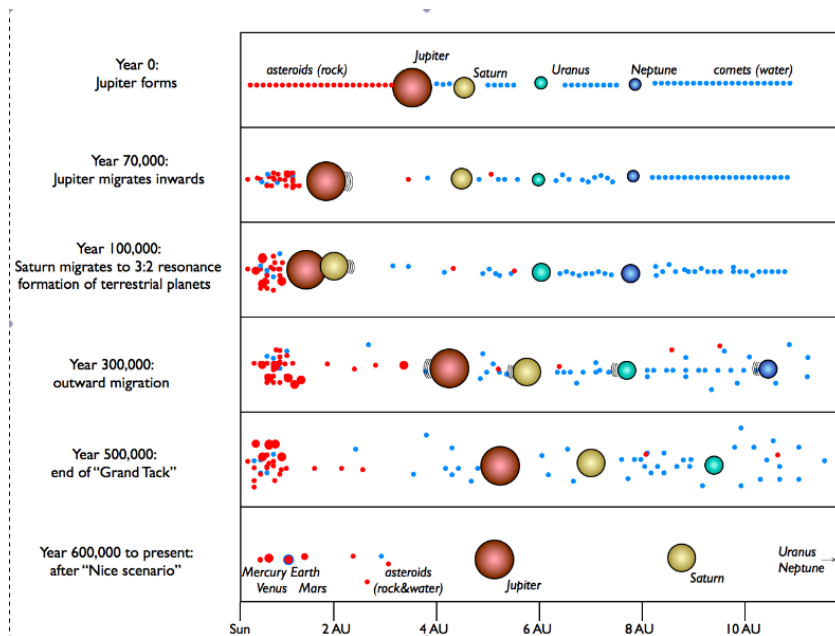 Year 0:
Jupiter forms
asteroids (rock)
Jupiter
Saturn
Uranus
Neptune
comets (water)
Year 70,000:
Jupiter migrates inwards
Year 100,000:
Saturn migrates to 3:2 resonance
formation of terrestrial planets
Year 300,000:
outward migration
Year 500,000:
end of “Grand Tack”
Year 600,000 to present:
after “Nice scenario”
Mercury Earth
Venus Mars
asteroids
(rock&water)
Jupiter
Saturn
Uranus
Neptune →
Sun 2 AU 4 AU 6 AU 8 AU 10 AU